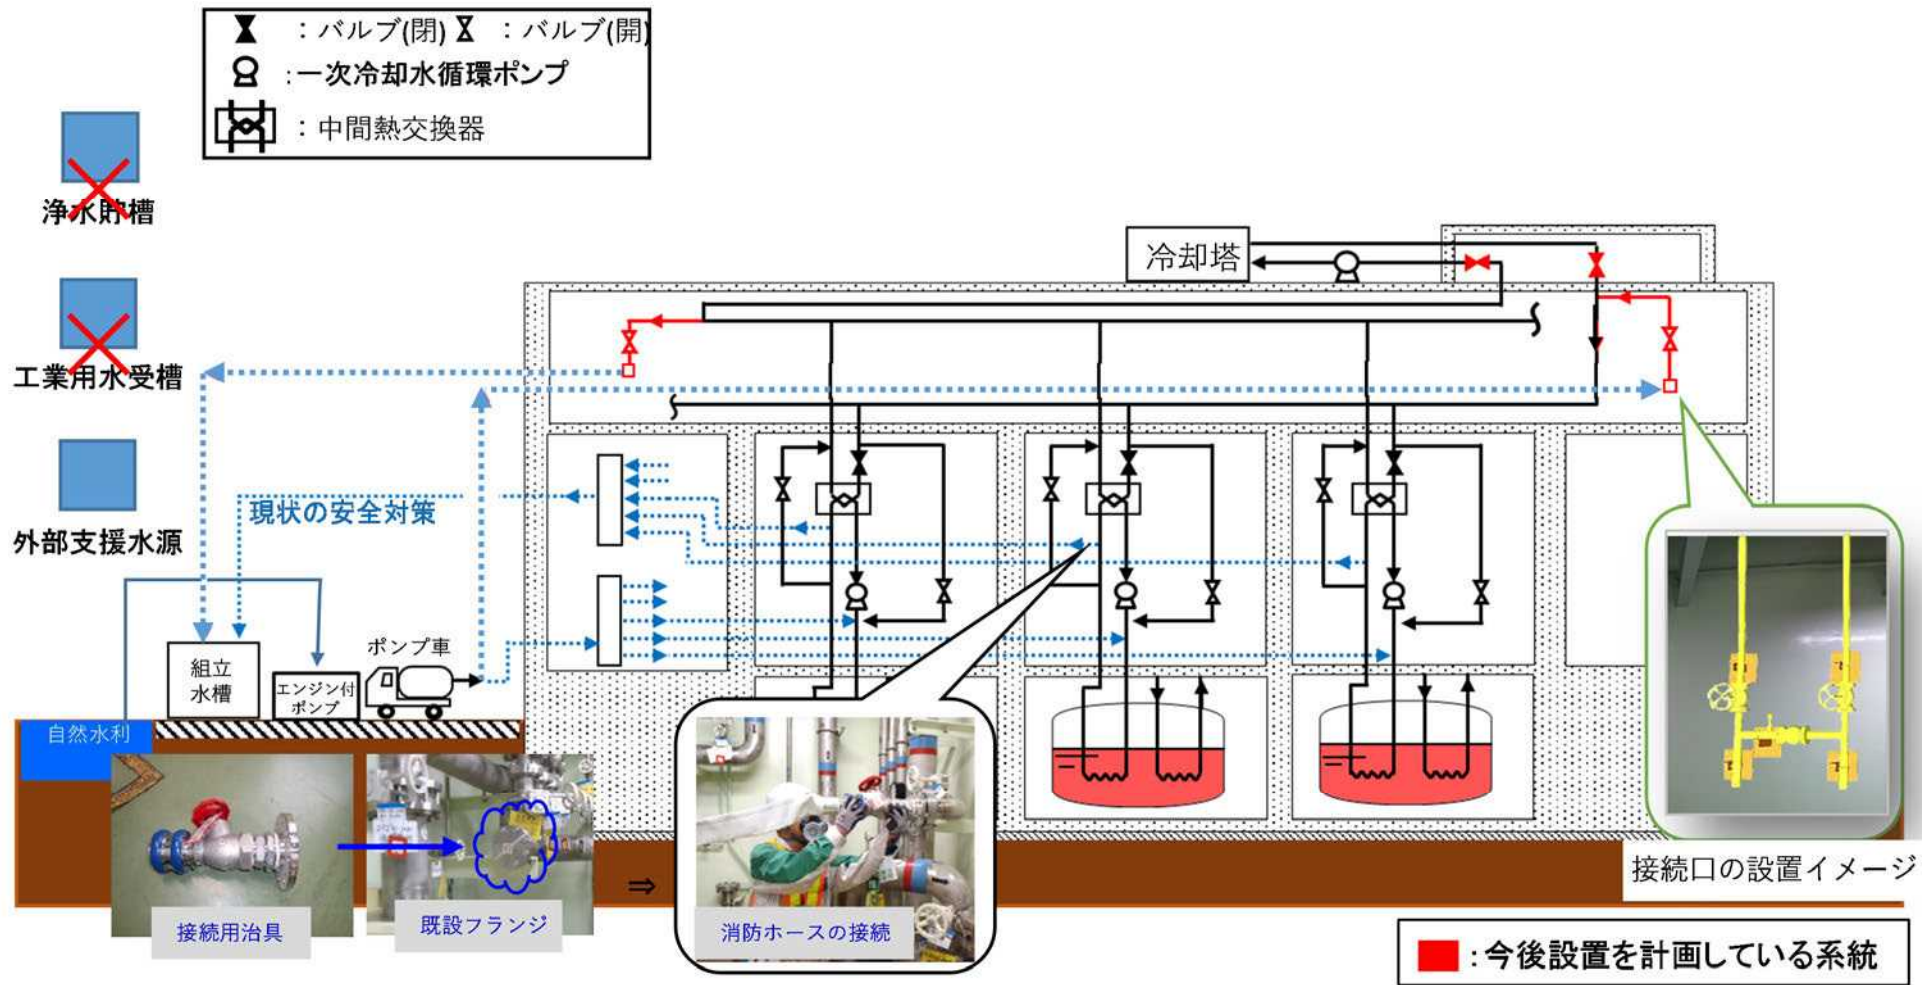 ：バルブ(閉) ：バルブ(開)
：一次冷却水循環ポンプ
：中間熱交換器
浄水貯槽
工業用水受槽
外部支援水源
冷却塔
現状の安全対策
組立
水槽
エンジン付
ポンプ
ポンプ車
自然水利
接続用治具
既設フランジ
⇒
消防ホースの接続
接続口の設置イメージ
：今後設置を計画している系統